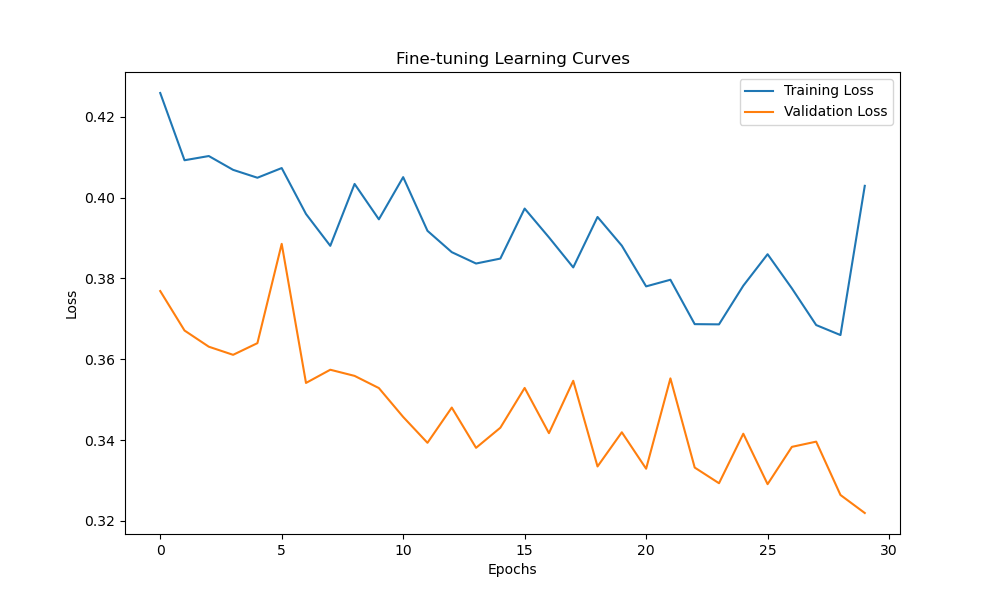 Fine-tuning Learning Curves
Training Loss
Validation Loss
0.42
0.40
0.38
0.36
0.34
0.32
Loss
0 5 10 15 20 25 30
Epochs